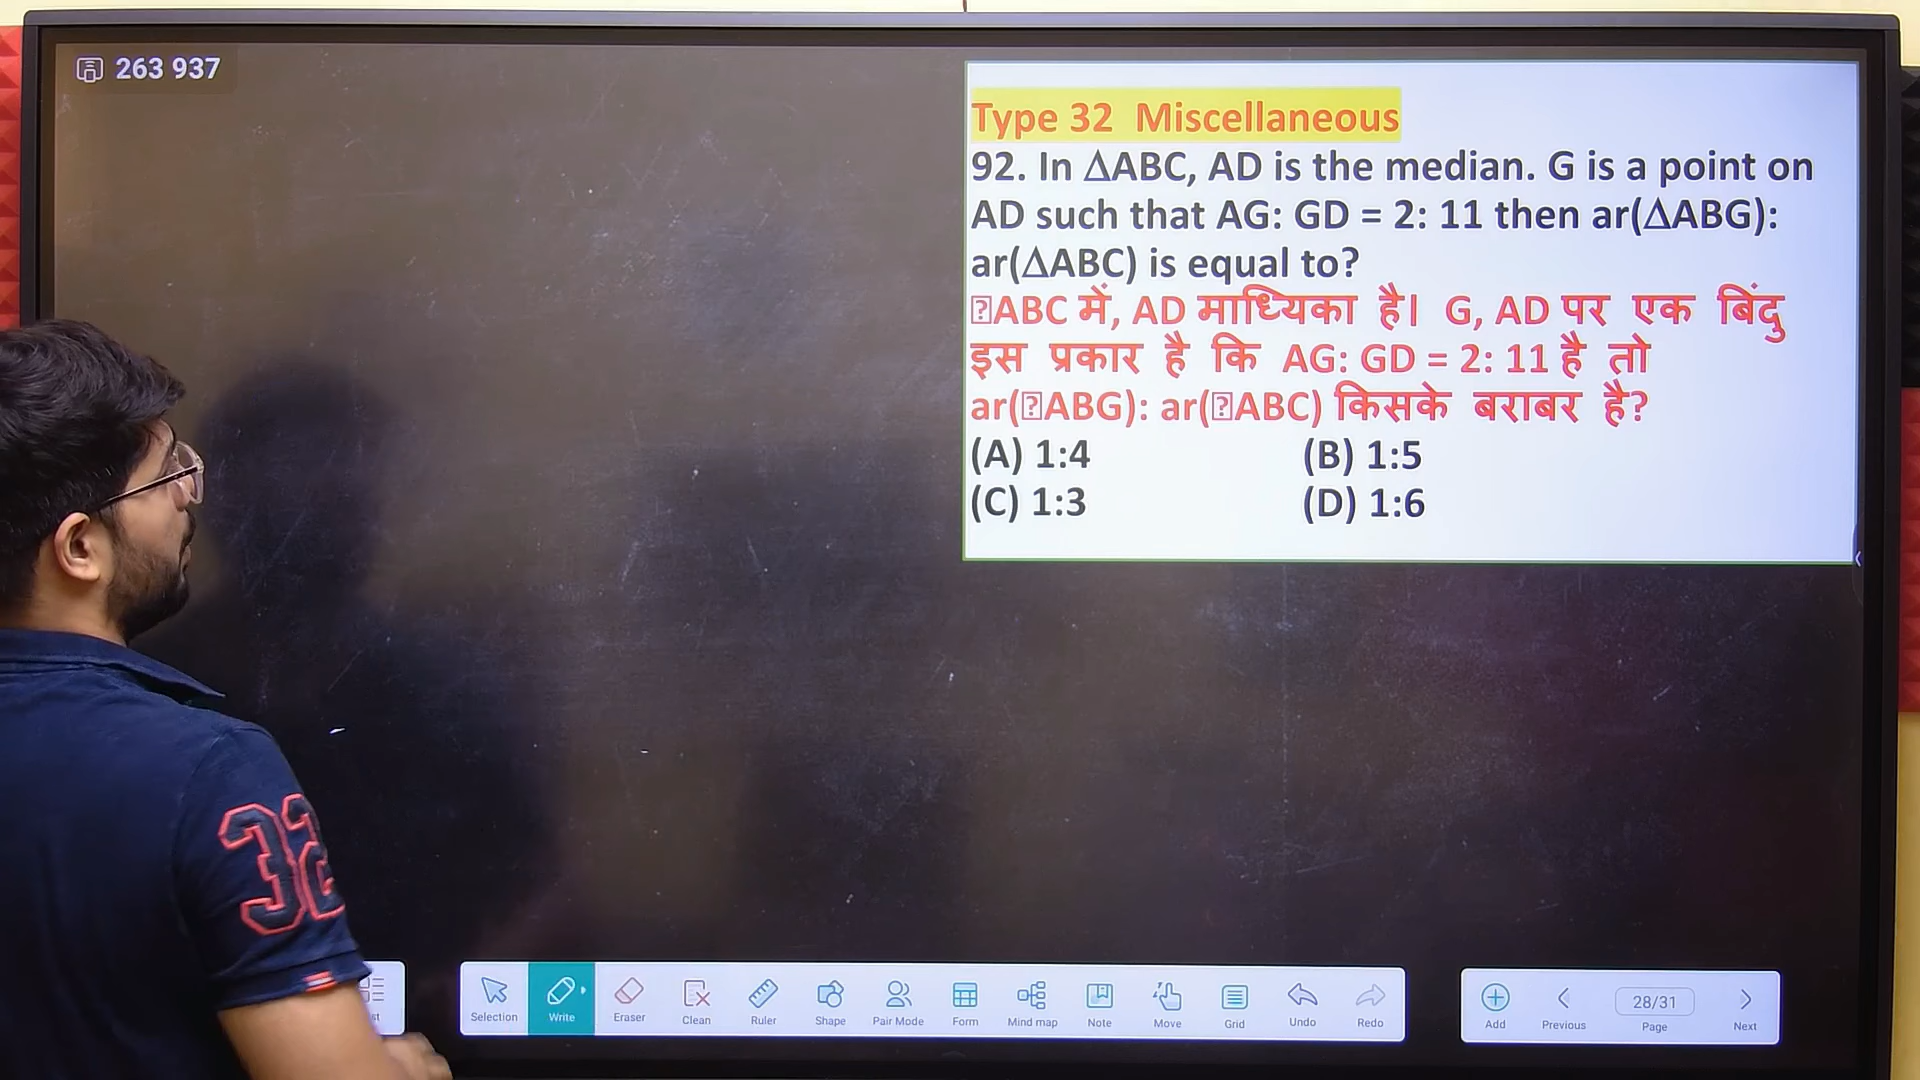 263 937
Type 32 Miscellaneous
92. In ΔABC, AD is the median. G is a point on
AD such that AG: GD = 2: 11 then ar(ΔABG):
ar(ΔABC) is equal to?
ABC में, AD माध्यिका है। G, AD पर एक बिंदु
इस प्रकार है कि AG: GD = 2: 11 है तो
ar(ABG): ar(ABC) किसके बराबर है?
(A) 1:4 (B) 1:5
(C) 1:3 (D) 1:6
32
Selection Write Eraser Clean Ruler Shape Pair Mode Form Mind map Note Move Grid Undo Redo
Add Previous 28/31 Page Next